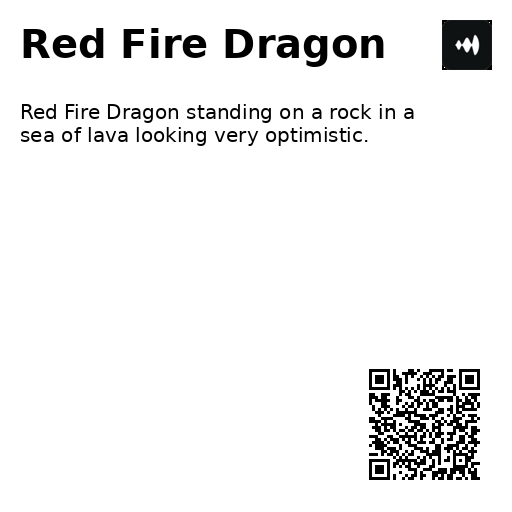 Red Fire Dragon
Red Fire Dragon standing on a rock in a
sea of lava looking very optimistic.